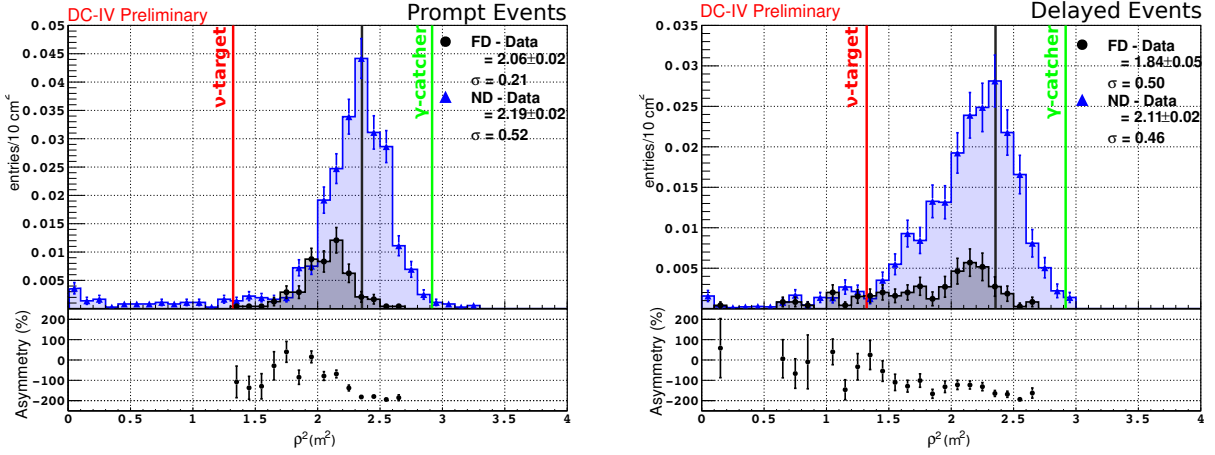 DC-IV Preliminary
Prompt Events
0.05
0.045
0.04
0.035
0.03
0.025
0.02
0.015
0.01
0.005
entries/10 cm²
ν-target
γ-catcher
FD - Data
= 2.06±0.02
σ = 0.21
ND - Data
= 2.19±0.02
σ = 0.52
200
100
0
−100
−200
Asymmetry (%)
0 0.5 1 1.5 2 2.5 3 3.5 4
ρ² (m²)
DC-IV Preliminary
Delayed Events
0.035
0.03
0.025
0.02
0.015
0.01
0.005
entries/10 cm²
ν-target
γ-catcher
FD - Data
= 1.84±0.05
σ = 0.50
ND - Data
= 2.11±0.02
σ = 0.46
200
100
0
−100
−200
Asymmetry (%)
0 0.5 1 1.5 2 2.5 3 3.5 4
ρ² (m²)